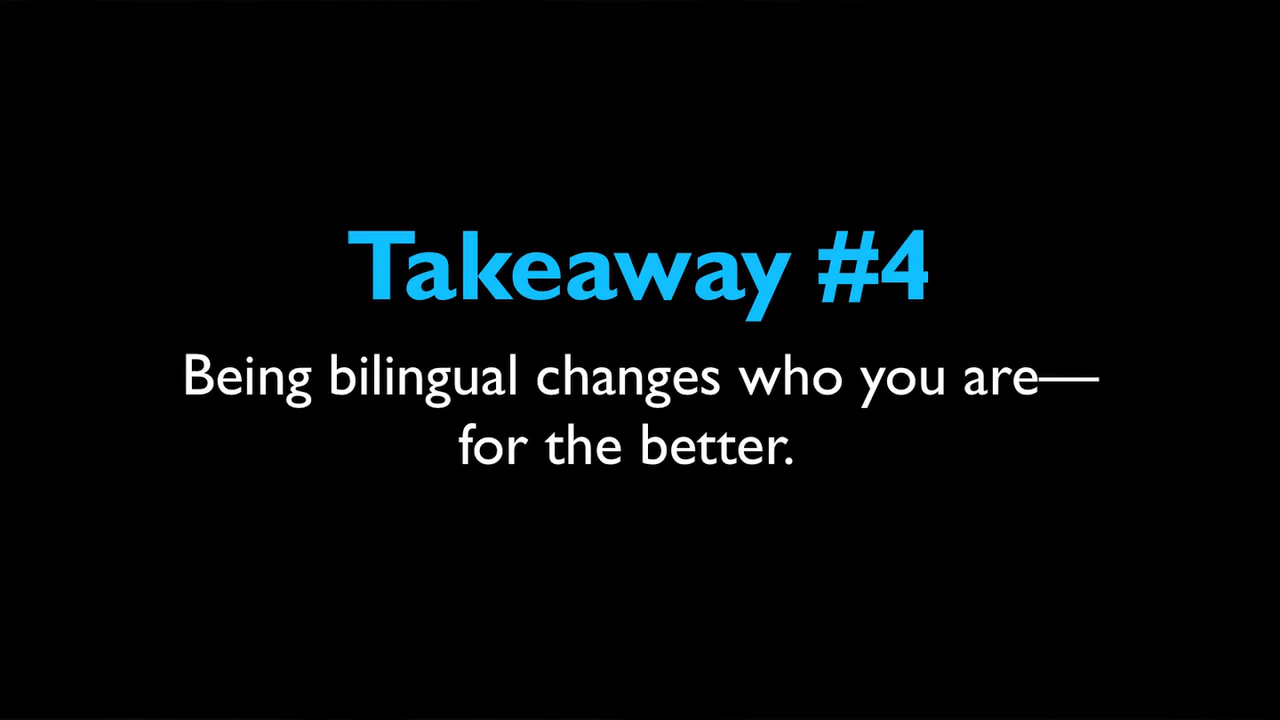 Takeaway #4
Being bilingual changes who you are—
for the better.